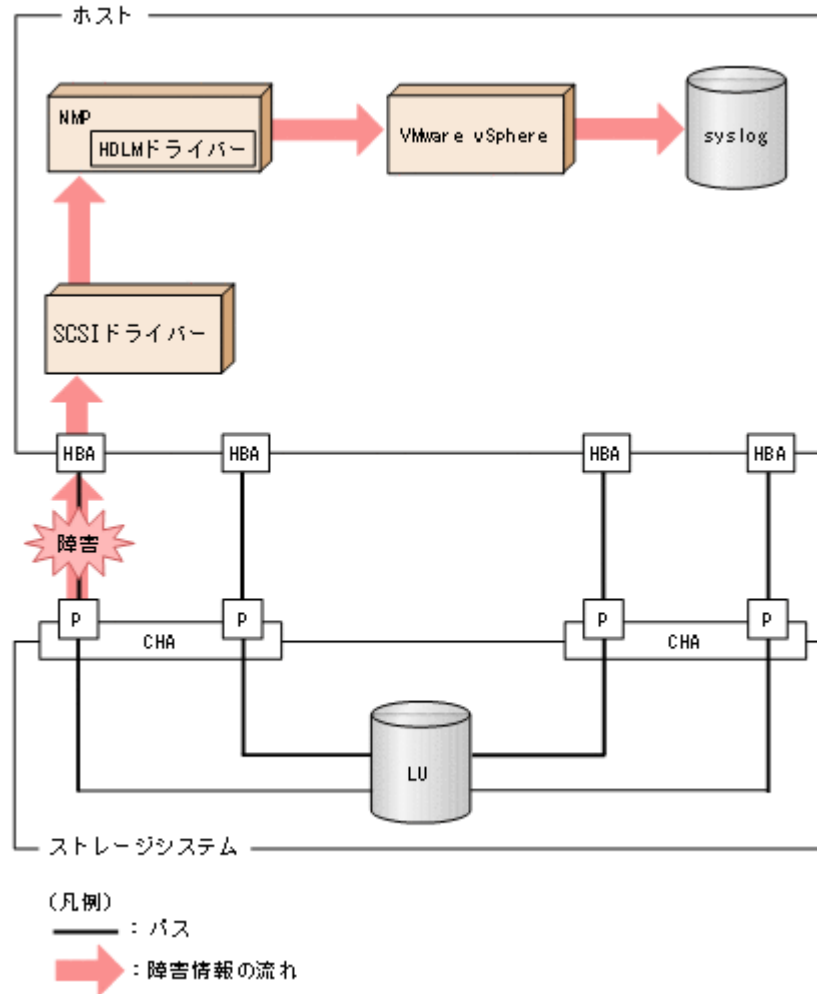 ホスト
NMP
HDLMドライバー
VMware vSphere
syslog
SCSIドライバー
HBA
HBA
HBA
HBA
障害
P
P
P
P
CHA
CHA
LU
ストレージシステム
(凡例)
：パス
：障害情報の流れ